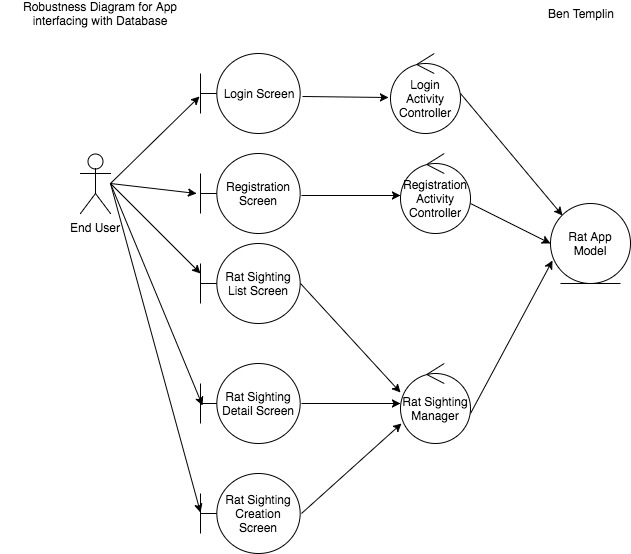 Robustness Diagram for App
interfacing with Database
Ben Templin
Login Screen
Login
Activity
Controller
Registration
Screen
Registration
Activity
Controller
End User
Rat App
Model
Rat Sighting
List Screen
Rat Sighting
Detail Screen
Rat Sighting
Manager
Rat Sighting
Creation
Screen